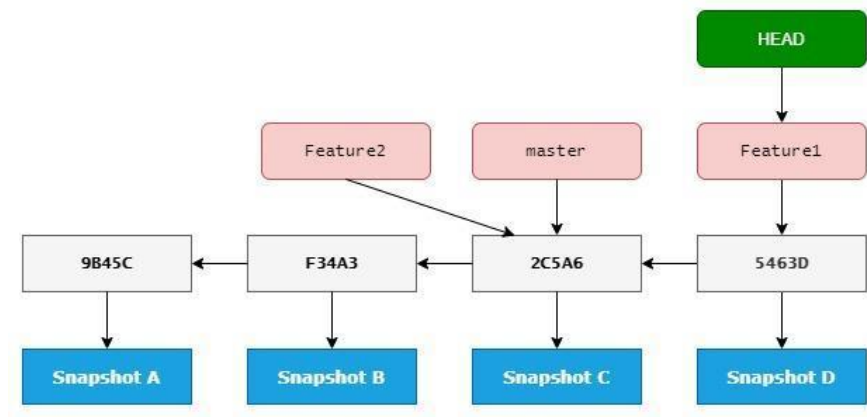 HEAD
Feature2
master
Feature1
9B45C
F34A3
2C5A6
5463D
Snapshot A
Snapshot B
Snapshot C
Snapshot D